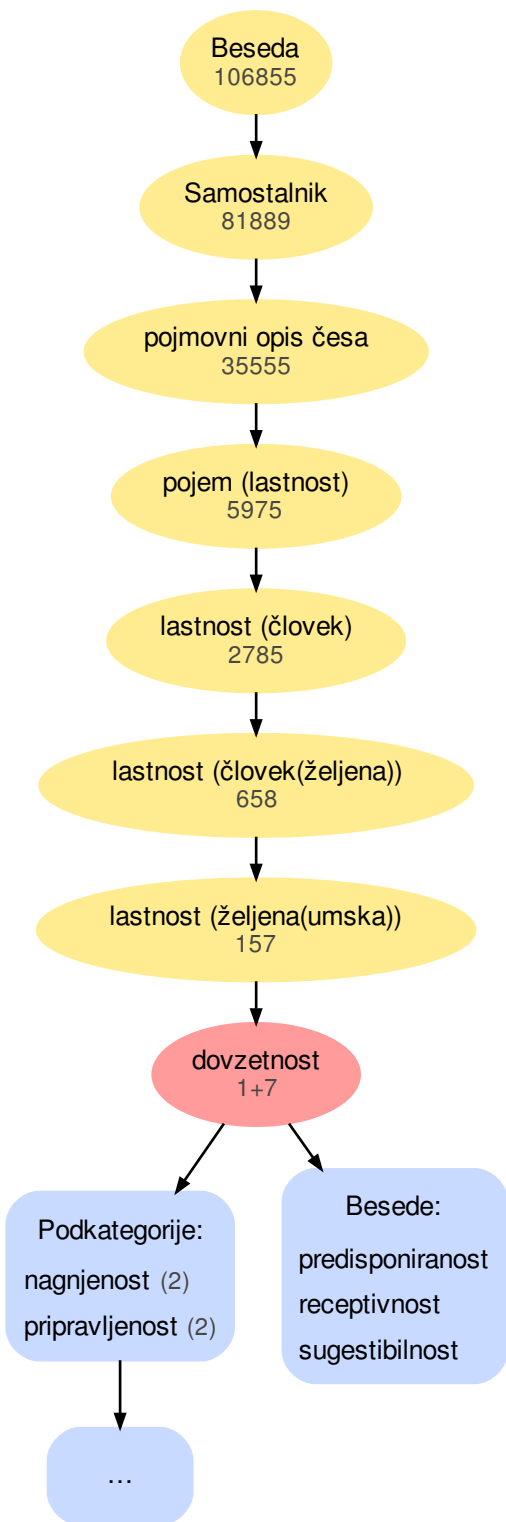 Beseda
106855
Samostalnik
81889
pojmovni opis česa
35555
pojem (lastnost)
5975
lastnost (človek)
2785
lastnost (človek(željena))
658
lastnost (željena(umska))
157
dovzetnost
1+7
Podkategorije:
nagnjenost (2)
pripravljenost (2)
Besede:
predisponiranost
receptivnost
sugestibilnost
...